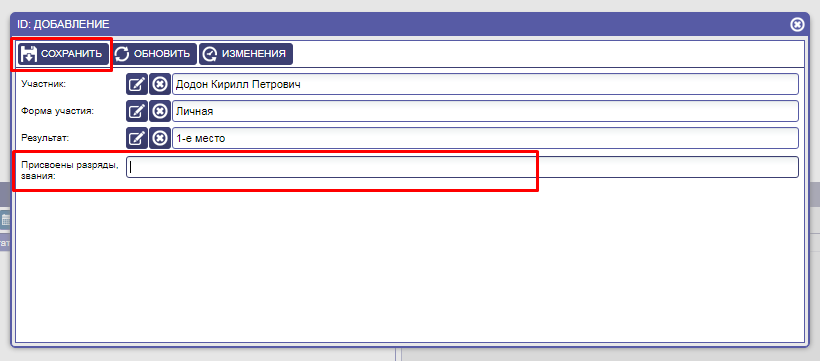 ID: ДОБАВЛЕНИЕ
СОХРАНИТЬ ОБНОВИТЬ ИЗМЕНЕНИЯ
Участник: Додон Кирилл Петрович
Форма участия: Личная
Результат: 1-е место
Присвоены разряды,
звания: